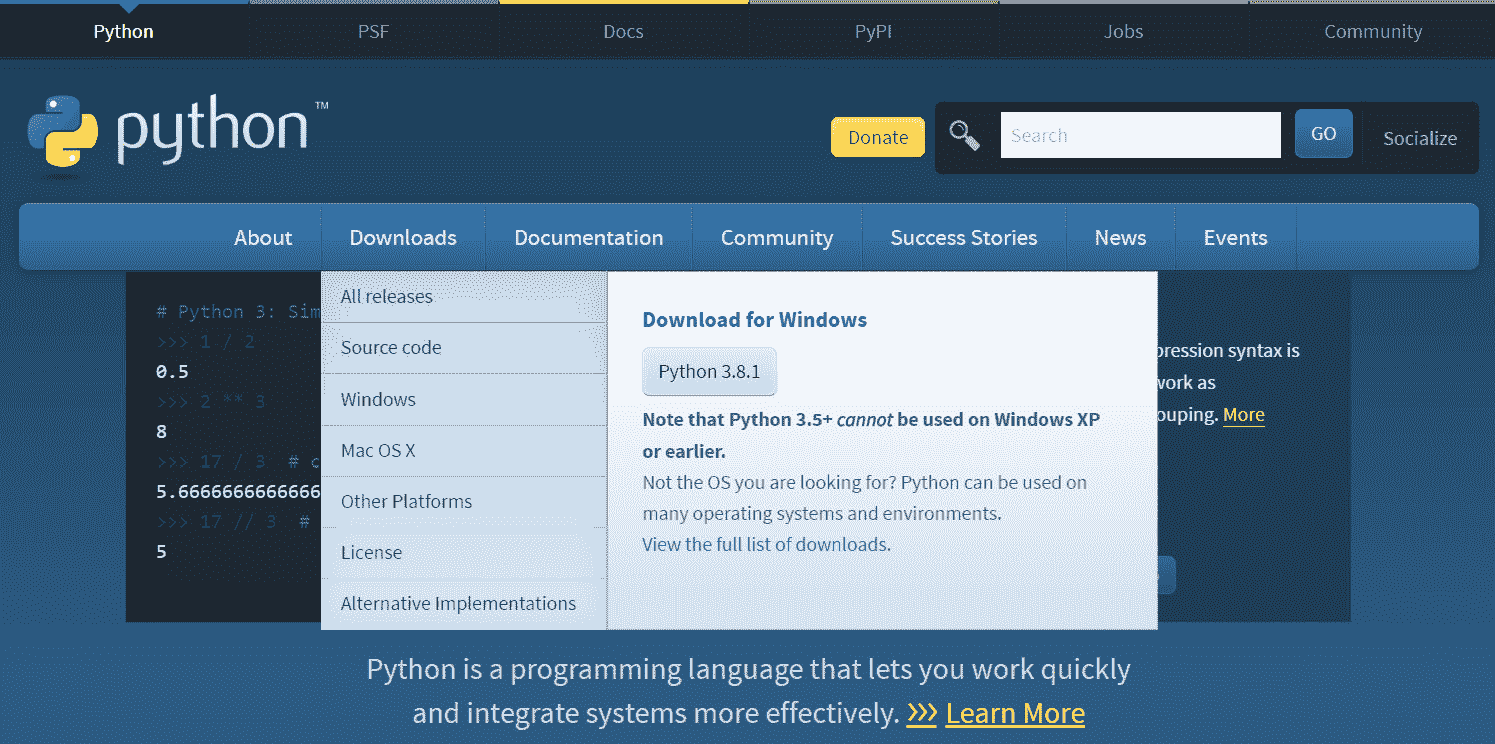 Python PSF Docs PyPI Jobs Community
python™
Donate Search GO Socialize
About Downloads Documentation Community Success Stories News Events
# Python 3: Sim
>>> 1 / 2
0.5
>>> 2 ** 3
8
>>> 17 / 3 # c
5.66666666666666
>>> 17 // 3 #
5
All releases
Source code
Windows
Mac OS X
Other Platforms
License
Alternative Implementations
Download for Windows
Python 3.8.1
Note that Python 3.5+ cannot be used on Windows XP
or earlier.
Not the OS you are looking for? Python can be used on
many operating systems and environments.
View the full list of downloads.
pression syntax is
work as
ouping. More
Python is a programming language that lets you work quickly
and integrate systems more effectively. >>> Learn More